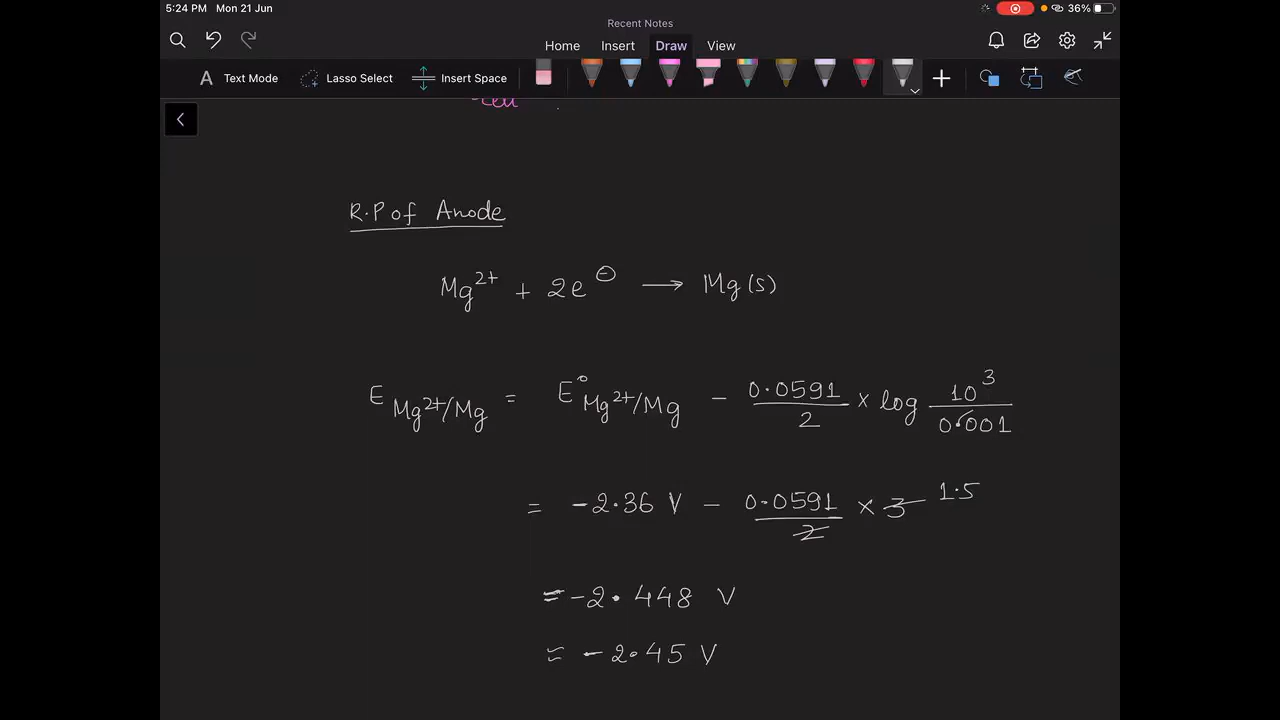 5:24 PM Mon 21 Jun
36%
Recent Notes
Home Insert Draw View
A Text Mode Lasso Select Insert Space
R.P of Anode
Mg²⁺ + 2e⊖ → Mg(s)
E Mg²⁺/Mg = E° Mg²⁺/Mg − 0.0591/2 × log 10³/0.001
= −2.36 V − 0.0591/2 × 3 1.5
= −2.448 V
≈ −2.45 V